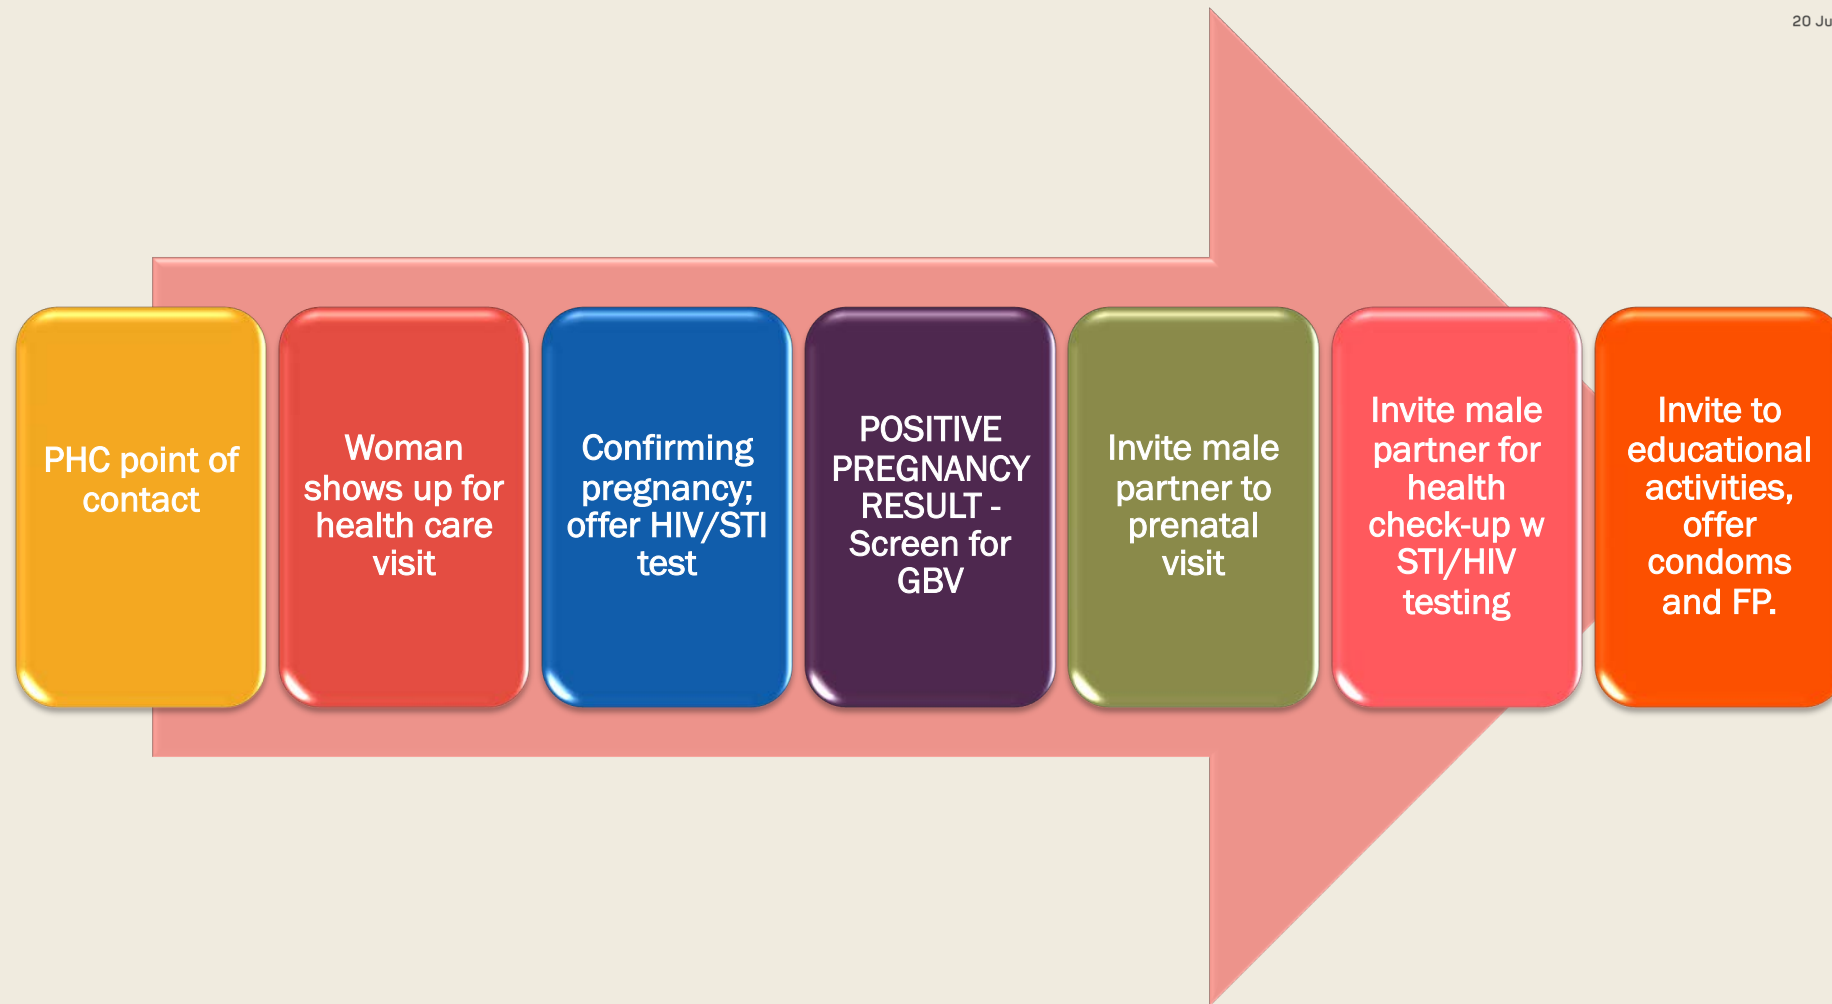 20 Ju
PHC point of
contact
Woman
shows up for
health care
visit
Confirming
pregnancy;
offer HIV/STI
test
POSITIVE
PREGNANCY
RESULT -
Screen for
GBV
Invite male
partner to
prenatal
visit
Invite male
partner for
health
check-up w
STI/HIV
testing
Invite to
educational
activities,
offer
condoms
and FP.